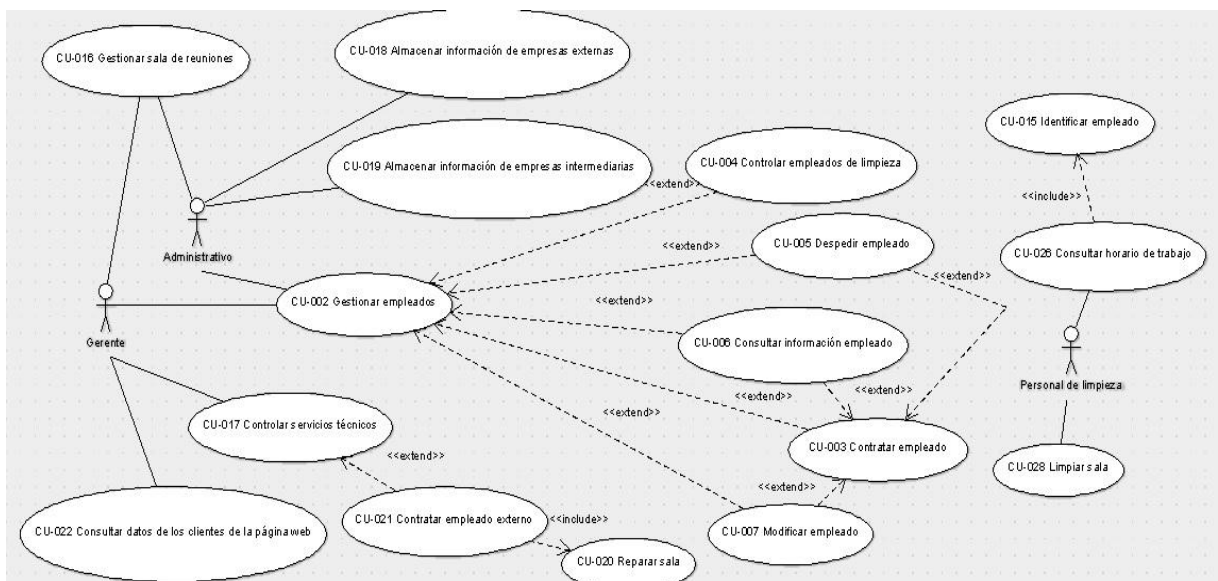 CU-018 Almacenar información de empresas externas
CU-016 Gestionar sala de reuniones
CU-015 Identificar empleado
CU-019 Almacenar información de empresas intermediarias
CU-004 Controlar empleados de limpieza
<<extend>>
<<include>>
Administrativo
<<extend>>
CU-005 Despedir empleado
CU-026 Consultar horario de trabajo
<<extend>>
CU-002 Gestionar empleados
<<extend>>
Gerente
CU-006 Consultar información empleado
Personal de limpieza
<<extend>>
<<extend>>
<<extend>>
CU-017 Controlar servicios técnicos
CU-003 Contratar empleado
<<extend>>
CU-028 Limpiar sala
<<extend>>
CU-021 Contratar empleado externo
<<include>>
CU-022 Consultar datos de los clientes de la página web
CU-007 Modificar empleado
CU-020 Reparar sala